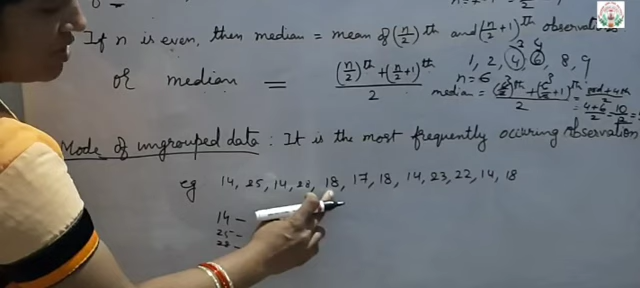 If n is even, then median = mean of (n/2)th and (n/2+1)th observations
or median = (n/2)th + (n/2+1)th / 2
1, 2, 4, 6, 8, 9
n = 6
median = (6/2)th + (6/2+1)th / 2 = 3rd + 4th / 2
= 4+6 / 2 = 10 / 2 =
Mode of ungrouped data : It is the most frequently occuring observation
eg 14, 25, 14, 28, 18, 17, 18, 14, 23, 22, 14, 18
14 –
25 –
28 –